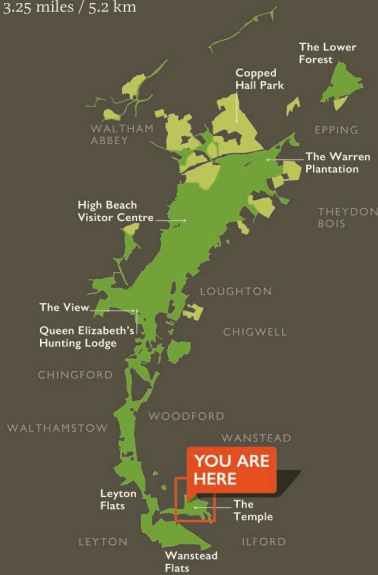 3.25 miles / 5.2 km
The Lower
Forest
Copped
Hall Park
WALTHAM
ABBEY
EPPING
The Warren
Plantation
High Beach
Visitor Centre
THEYDON
BOIS
LOUGHTON
The View
Queen Elizabeth's
Hunting Lodge
CHIGWELL
CHINGFORD
WOODFORD
WALTHAMSTOW
WANSTEAD
YOU ARE
HERE
Leyton
Flats
The
Temple
LEYTON
ILFORD
Wanstead
Flats